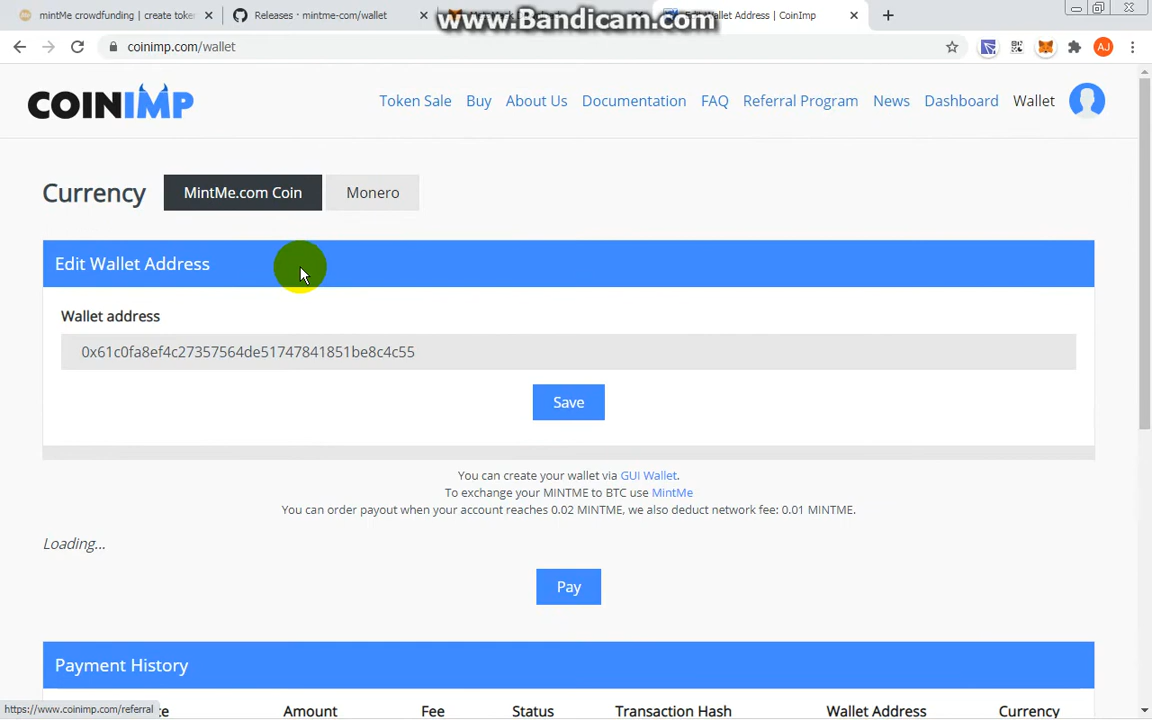 mintMe crowdfunding | create toke
Releases · mintme-com/wallet
Edit Wallet Address | CoinImp
www.Bandicam.com
coinimp.com/wallet
AJ
COINIMP
Token Sale Buy About Us Documentation FAQ Referral Program News Dashboard Wallet
Currency MintMe.com Coin Monero
Edit Wallet Address
Wallet address
0x61c0fa8ef4c27357564de51747841851be8c4c55
Save
You can create your wallet via GUI Wallet.
To exchange your MINTME to BTC use MintMe
You can order payout when your account reaches 0.02 MINTME, we also deduct network fee: 0.01 MINTME.
Loading...
Pay
Payment History
Amount Fee Status Transaction Hash Wallet Address Currency
https://www.coinimp.com/referral